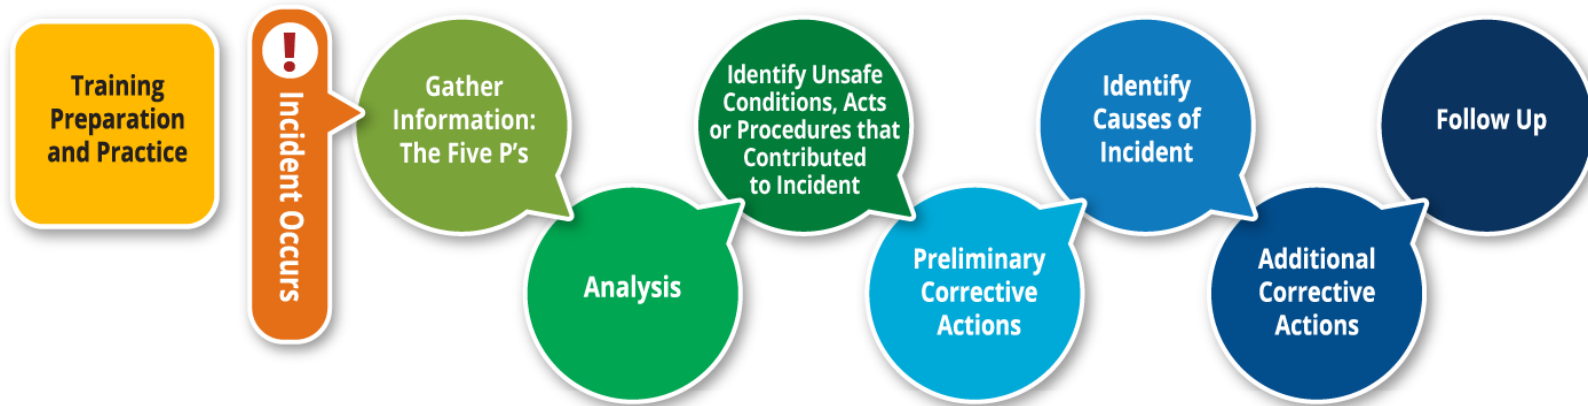 Training
Preparation
and Practice
!
Incident Occurs
Gather
Information:
The Five P's
Analysis
Identify Unsafe
Conditions, Acts
or Procedures that
Contributed
to Incident
Preliminary
Corrective
Actions
Identify
Causes of
Incident
Additional
Corrective
Actions
Follow Up